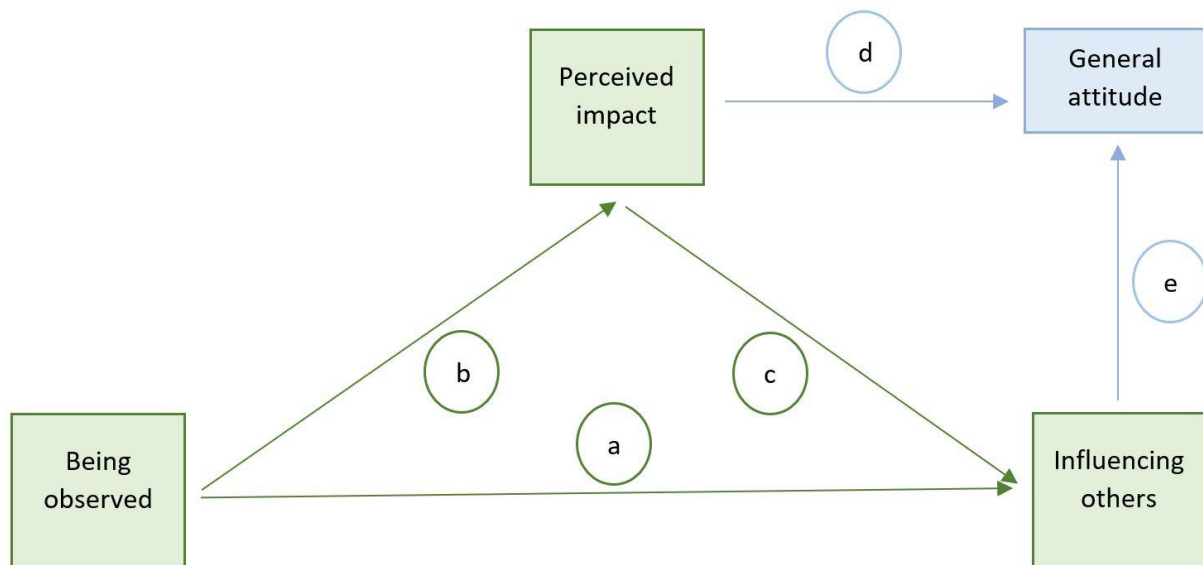 Perceived
impact
d
General
attitude
e
b
c
a
Being
observed
Influencing
others